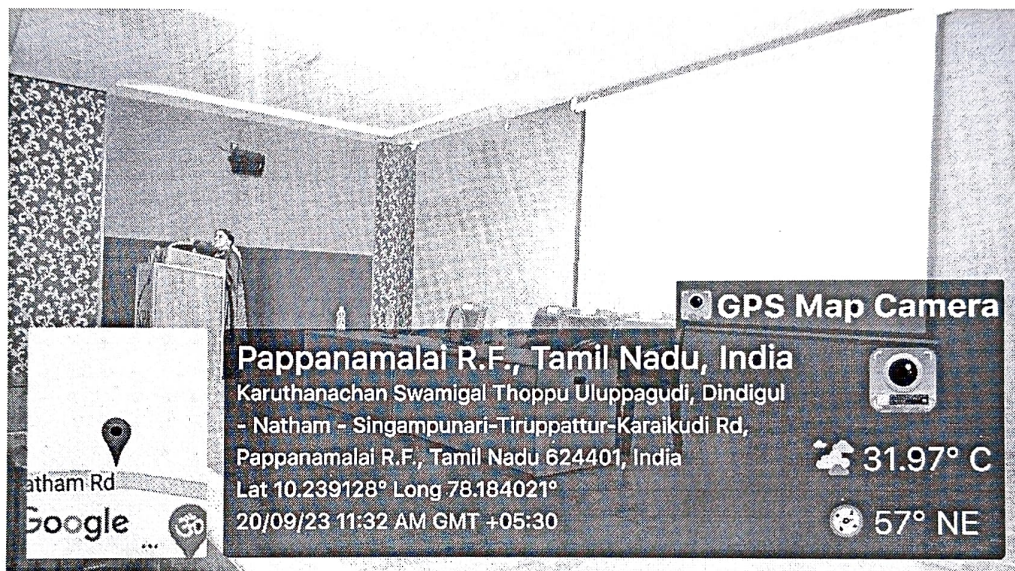 GPS Map Camera
Pappanamalai R.F., Tamil Nadu, India
Karuthanachan Swamigal Thoppu Uluppagudi, Dindigul
- Natham - Singampunari-Tiruppattur-Karaikudi Rd,
Pappanamalai R.F., Tamil Nadu 624401, India
Lat 10.239128° Long 78.184021°
20/09/23 11:32 AM GMT +05:30
31.97° C
57° NE
atham Rd
Google
ॐ